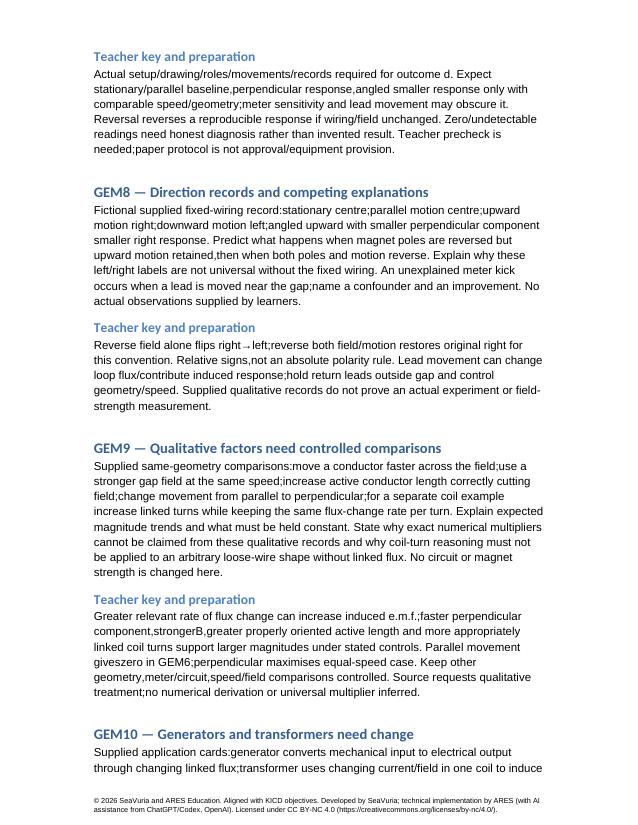 Teacher key and preparation
Actual setup/drawing/roles/movements/records required for outcome d. Expect
stationary/parallel baseline,perpendicular response,angled smaller response only with
comparable speed/geometry;meter sensitivity and lead movement may obscure it.
Reversal reverses a reproducible response if wiring/field unchanged. Zero/undetectable
readings need honest diagnosis rather than invented result. Teacher precheck is
needed;paper protocol is not approval/equipment provision.
GEM8 — Direction records and competing explanations
Fictional supplied fixed-wiring record:stationary centre;parallel motion centre;upward
motion right;downward motion left;angled upward with smaller perpendicular component
smaller right response. Predict what happens when magnet poles are reversed but
upward motion retained,then when both poles and motion reverse. Explain why these
left/right labels are not universal without the fixed wiring. An unexplained meter kick
occurs when a lead is moved near the gap;name a confounder and an improvement. No
actual observations supplied by learners.
Teacher key and preparation
Reverse field alone flips right→left;reverse both field/motion restores original right for
this convention. Relative signs,not an absolute polarity rule. Lead movement can change
loop flux/contribute induced response;hold return leads outside gap and control
geometry/speed. Supplied qualitative records do not prove an actual experiment or field-
strength measurement.
GEM9 — Qualitative factors need controlled comparisons
Supplied same-geometry comparisons:move a conductor faster across the field;use a
stronger gap field at the same speed;increase active conductor length correctly cutting
field;change movement from parallel to perpendicular;for a separate coil example
increase linked turns while keeping the same flux-change rate per turn. Explain expected
magnitude trends and what must be held constant. State why exact numerical multipliers
cannot be claimed from these qualitative records and why coil-turn reasoning must not
be applied to an arbitrary loose-wire shape without linked flux. No circuit or magnet
strength is changed here.
Teacher key and preparation
Greater relevant rate of flux change can increase induced e.m.f.;faster perpendicular
component,strongerB,greater properly oriented active length and more appropriately
linked coil turns support larger magnitudes under stated controls. Parallel movement
giveszero in GEM6;perpendicular maximises equal-speed case. Keep other
geometry,meter/circuit,speed/field comparisons controlled. Source requests qualitative
treatment;no numerical derivation or universal multiplier inferred.
GEM10 — Generators and transformers need change
Supplied application cards:generator converts mechanical input to electrical output
through changing linked flux;transformer uses changing current/field in one coil to induce
© 2026 SeaVuria and ARES Education. Aligned with KICD objectives. Developed by SeaVuria; technical implementation by ARES (with AI
assistance from ChatGPT/Codex, OpenAI). Licensed under CC BY-NC 4.0 (https://creativecommons.org/licenses/by-nc/4.0/).